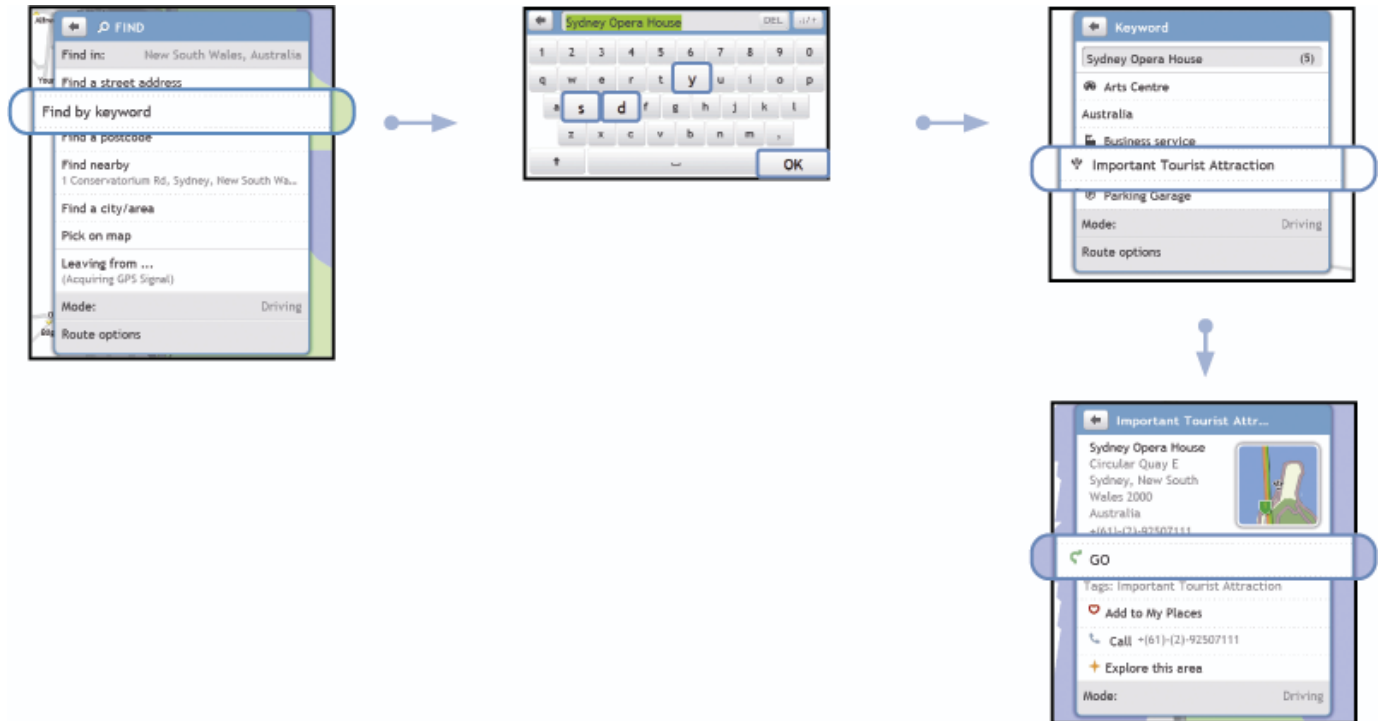 FIND
Find in: New South Wales, Australia
Find a street address
Find by keyword
Find a postcode
Find nearby
1 Conservatorium Rd, Sydney, New South Wa...
Find a city/area
Pick on map
Leaving from ...
(Acquiring GPS Signal)
Mode: Driving
Route options
Sydney Opera House DEL
1 2 3 4 5 6 7 8 9 0
q w e r t y u i o p
a s d f g h j k l
z x c v b n m ,
OK
Keyword
Sydney Opera House (5)
Arts Centre
Australia
Business service
Important Tourist Attraction
Parking Garage
Mode: Driving
Route options
Important Tourist Attr...
Sydney Opera House
Circular Quay E
Sydney, New South
Wales 2000
Australia
+(61)-(2)-92507111
GO
Tags: Important Tourist Attraction
Add to My Places
Call +(61)-(2)-92507111
Explore this area
Mode: Driving